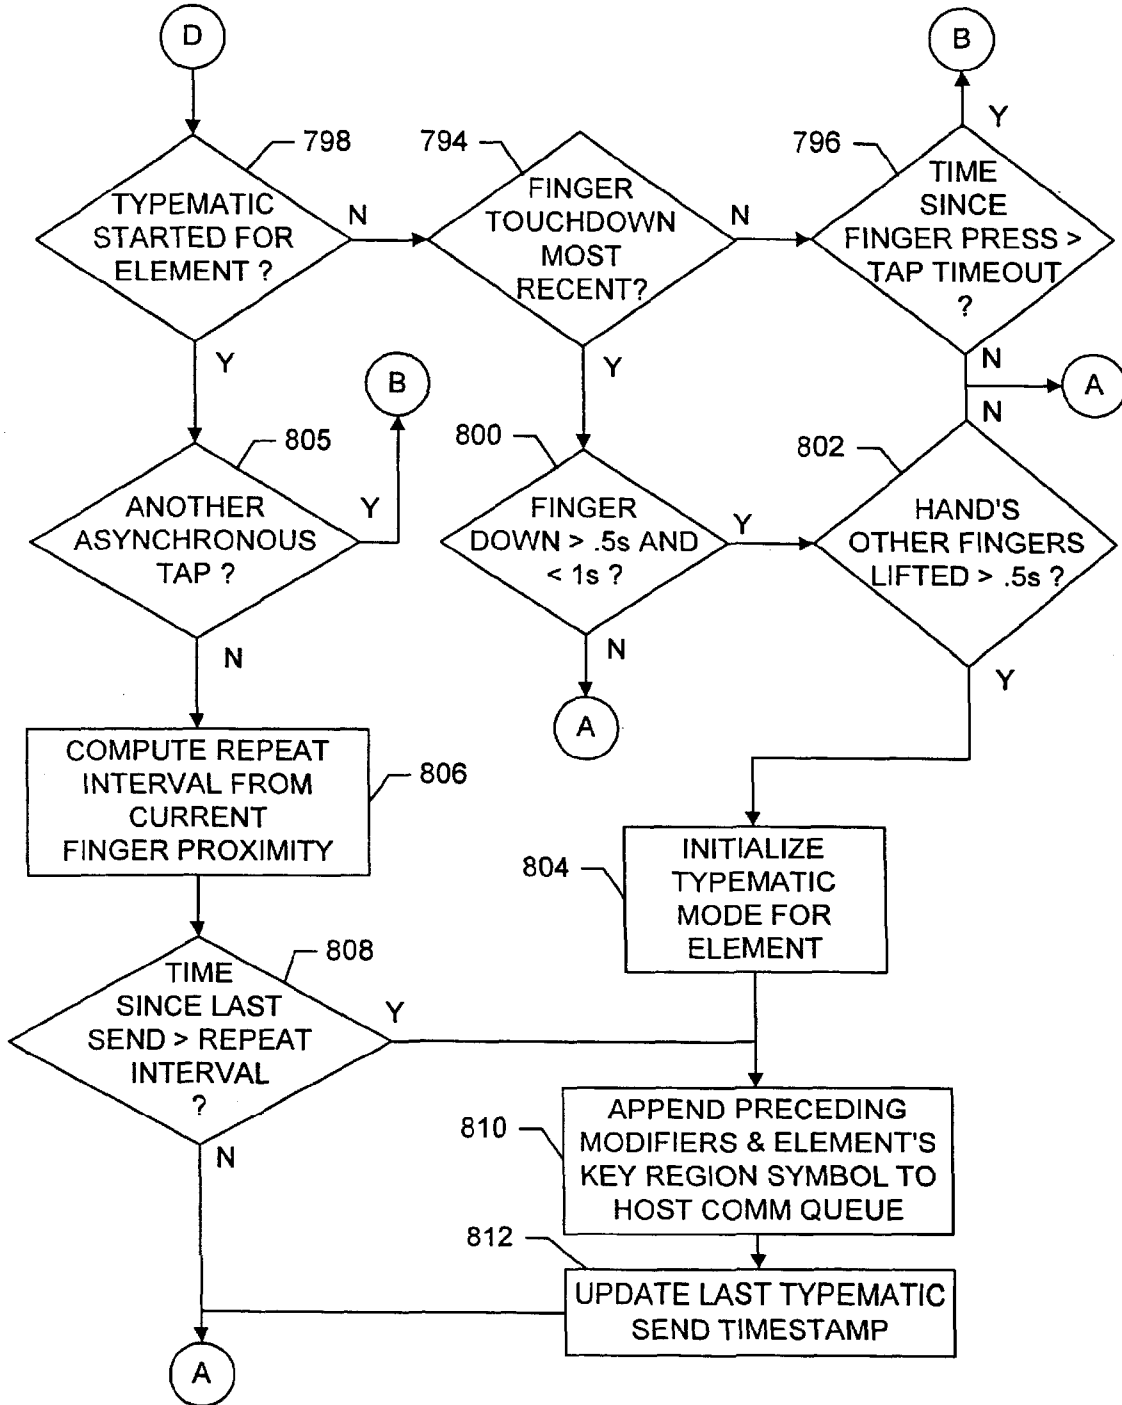 D
B
798
794
796
TYPEMATIC
STARTED FOR
ELEMENT ?
N
Y
FINGER
TOUCHDOWN
MOST
RECENT?
N
Y
TIME
SINCE
FINGER PRESS >
TAP TIMEOUT
?
Y
N
A
B
805
800
802
ANOTHER
ASYNCHRONOUS
TAP ?
Y
N
FINGER
DOWN > .5s AND
< 1s ?
Y
N
A
N
HAND'S
OTHER FINGERS
LIFTED > .5s ?
Y
COMPUTE REPEAT
INTERVAL FROM
CURRENT
FINGER PROXIMITY
806
804
INITIALIZE
TYPEMATIC
MODE FOR
ELEMENT
808
TIME
SINCE LAST
SEND > REPEAT
INTERVAL
?
Y
N
810
APPEND PRECEDING
MODIFIERS & ELEMENT'S
KEY REGION SYMBOL TO
HOST COMM QUEUE
812
UPDATE LAST TYPEMATIC
SEND TIMESTAMP
A